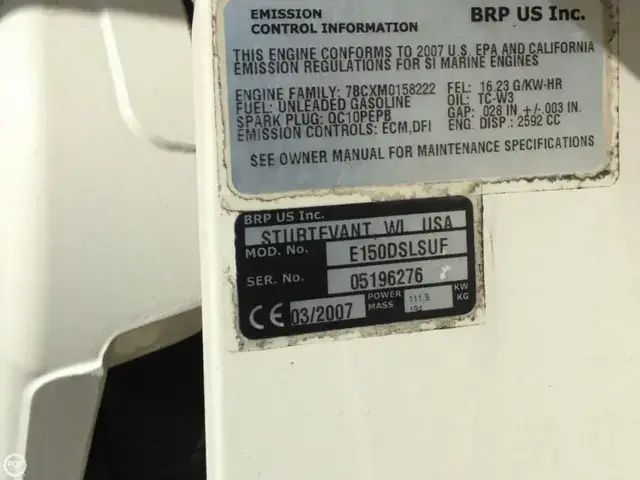 EMISSION
CONTROL INFORMATION
BRP US Inc.
THIS ENGINE CONFORMS TO 2007 U.S. EPA AND CALIFORNIA
EMISSION REGULATIONS FOR SI MARINE ENGINES
ENGINE FAMILY: 7BCXM0158222 FEL: 16.23 G/KW-HR
FUEL: UNLEADED GASOLINE OIL: TC-W3
SPARK PLUG: QC10PEPB GAP: 028 IN +/-.003 IN.
EMISSION CONTROLS: ECM,DFI ENG. DISP.: 2592 CC
SEE OWNER MANUAL FOR MAINTENANCE SPECIFICATIONS
BRP US Inc.
STURTEVANT, WI, USA
MOD. No. E150DSLSUF
SER. No. 05196276
CE 03/2007 POWER 111.9 KW
MASS 194 KG